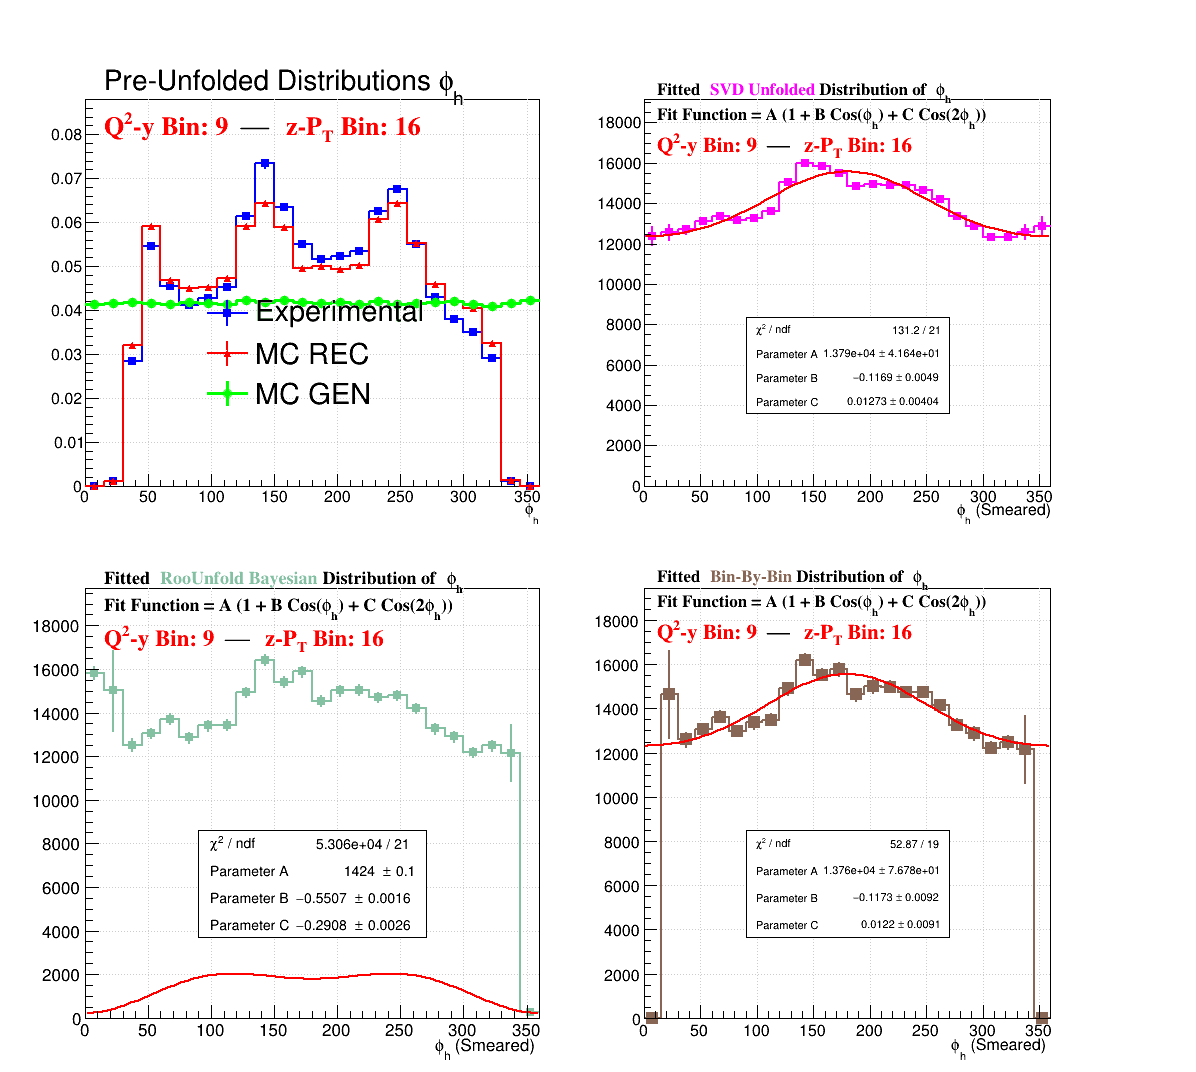 Pre-Unfolded Distributions ϕh
Q2-y Bin: 9 — z-PT Bin: 16
0.08
0.07
0.06
0.05
0.04
0.03
0.02
0.01
0
Experimental
MC REC
MC GEN
0 50 100 150 200 250 300 350
ϕh
Fitted SVD Unfolded Distribution of ϕh
Fit Function = A (1 + B Cos(ϕh) + C Cos(2ϕh))
Q2-y Bin: 9 — z-PT Bin: 16
18000
16000
14000
12000
10000
8000
6000
4000
2000
0
χ2 / ndf 131.2 / 21
Parameter A 1.379e+04 ± 4.164e+01
Parameter B −0.1169 ± 0.0049
Parameter C 0.01273 ± 0.00404
0 50 100 150 200 250 300 350
ϕh (Smeared)
Fitted RooUnfold Bayesian Distribution of ϕh
Fit Function = A (1 + B Cos(ϕh) + C Cos(2ϕh))
Q2-y Bin: 9 — z-PT Bin: 16
18000
16000
14000
12000
10000
8000
6000
4000
2000
0
χ2 / ndf 5.306e+04 / 21
Parameter A 1424 ± 0.1
Parameter B −0.5507 ± 0.0016
Parameter C −0.2908 ± 0.0026
0 50 100 150 200 250 300 350
ϕh (Smeared)
Fitted Bin-By-Bin Distribution of ϕh
Fit Function = A (1 + B Cos(ϕh) + C Cos(2ϕh))
Q2-y Bin: 9 — z-PT Bin: 16
18000
16000
14000
12000
10000
8000
6000
4000
2000
0
χ2 / ndf 52.87 / 19
Parameter A 1.376e+04 ± 7.678e+01
Parameter B −0.1173 ± 0.0092
Parameter C 0.0122 ± 0.0091
0 50 100 150 200 250 300 350
ϕh (Smeared)